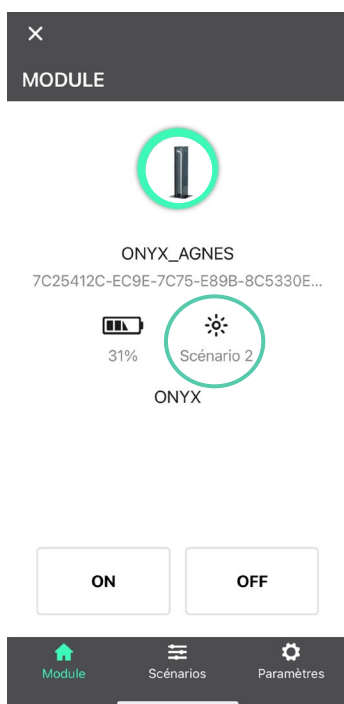 MODULE
ONYX_AGNES
7C25412C-EC9E-7C75-E89B-8C5330E...
31% Scénario 2
ONYX
ON OFF
Module Scénarios Paramètres